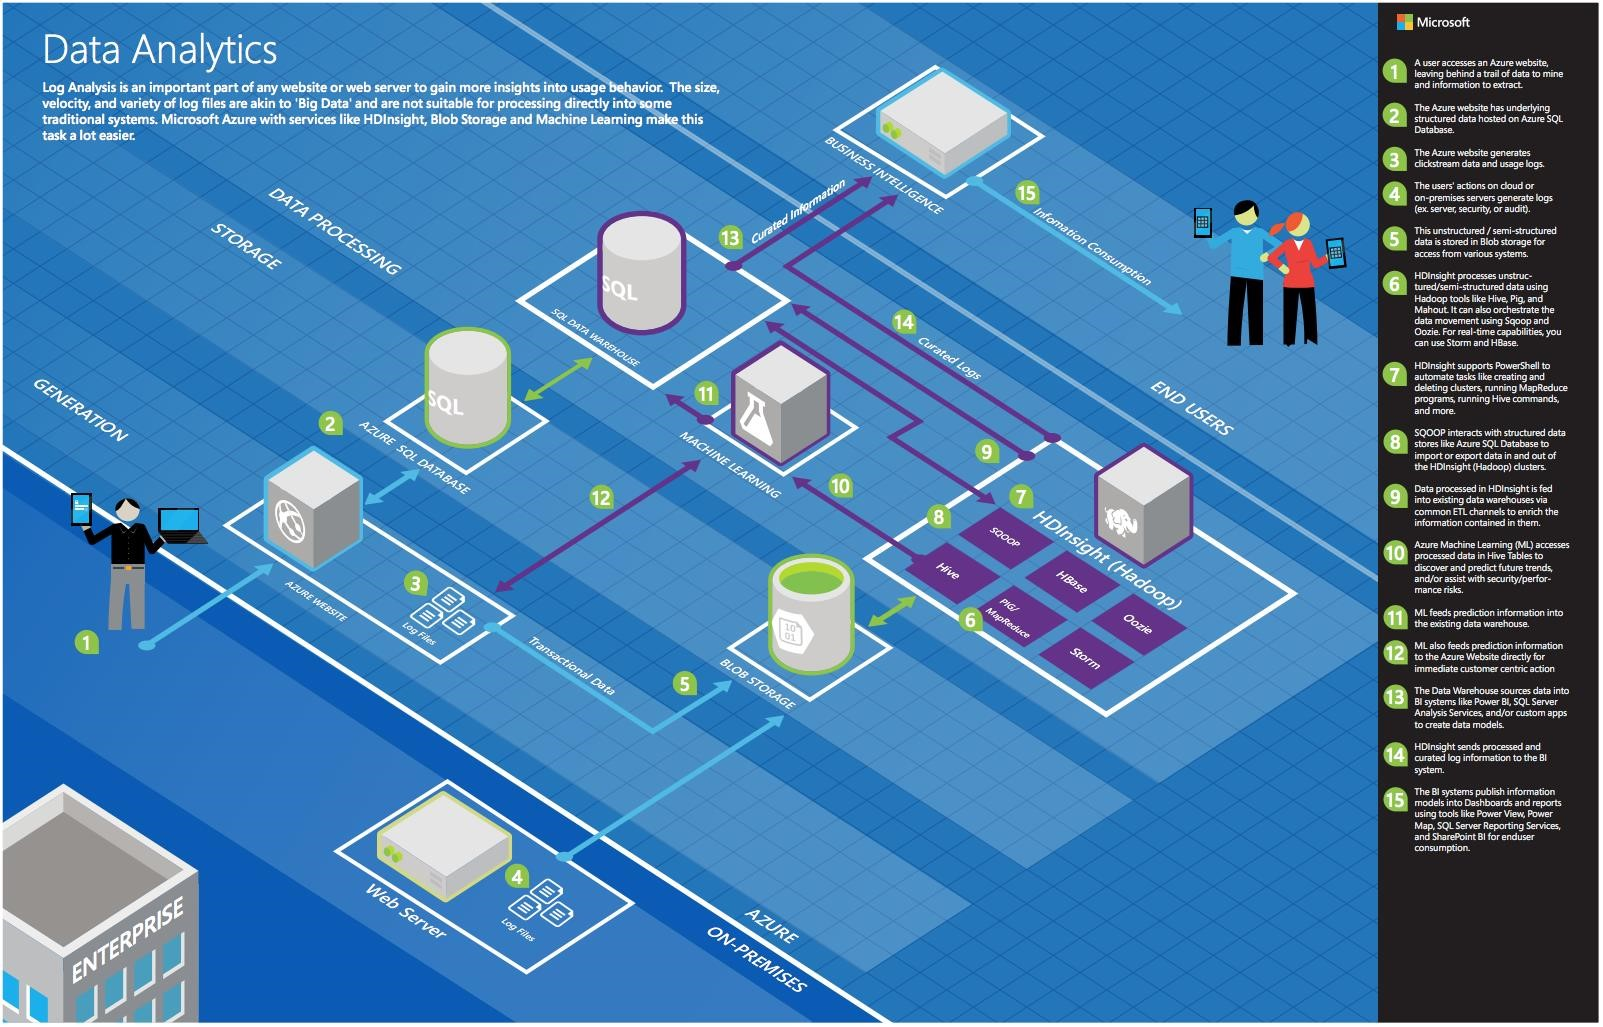 Data Analytics
Log Analysis is an important part of any website or web server to gain more insights into usage behavior. The size,
velocity, and variety of log files are akin to 'Big Data' and are not suitable for processing directly into some
traditional systems. Microsoft Azure with services like HDInsight, Blob Storage and Machine Learning make this
task a lot easier.
DATA PROCESSING
STORAGE
GENERATION
BUSINESS INTELLIGENCE
15
Infomation Consumption
13
Curated Information
SQL
SQL DATA WAREHOUSE
14
Curated Logs
END USERS
2
SQL
AZURE SQL DATABASE
11
MACHINE LEARNING
9
10
12
7
8
HDInsight (Hadoop)
SQOOP
Hive
HBase
6
PIG/
MapReduce
Oozie
Storm
AZURE WEBSITE
3
Log Files
1
Transactional Data
5
10
01
BLOB STORAGE
4
Log Files
Web Server
AZURE
ON-PREMISES
ENTERPRISE
Microsoft
1
A user accesses an Azure website,
leaving behind a trail of data to mine
and information to extract.
2
The Azure website has underlying
structured data hosted on Azure SQL
Database.
3
The Azure website generates
clickstream data and usage logs.
4
The users' actions on cloud or
on-premises servers generate logs
(ex. server, security, or audit).
5
This unstructured / semi-structured
data is stored in Blob storage for
access from various systems.
6
HDInsight processes unstruc-
tured/semi-structured data using
Hadoop tools like Hive, Pig, and
Mahout. It can also orchestrate the
data movement using Sqoop and
Oozie. For real-time capabilities, you
can use Storm and HBase.
7
HDInsight supports PowerShell to
automate tasks like creating and
deleting clusters, running MapReduce
programs, running Hive commands,
and more.
8
SQOOP interacts with structured data
stores like Azure SQL Database to
import or export data in and out of
the HDInsight (Hadoop) clusters.
9
Data processed in HDInsight is fed
into existing data warehouses via
common ETL channels to enrich the
information contained in them.
10
Azure Machine Learning (ML) accesses
processed data in Hive Tables to
discover and predict future trends,
and/or assist with security/perfor-
mance risks.
11
ML feeds prediction information into
the existing data warehouse.
12
ML also feeds prediction information
to the Azure Website directly for
immediate customer centric action
13
The Data Warehouse sources data into
BI systems like Power BI, SQL Server
Analysis Services, and/or custom apps
to create data models.
14
HDInsight sends processed and
curated log information to the BI
system.
15
The BI systems publish information
models into Dashboards and reports
using tools like Power View, Power
Map, SQL Server Reporting Services,
and SharePoint BI for enduser
consumption.